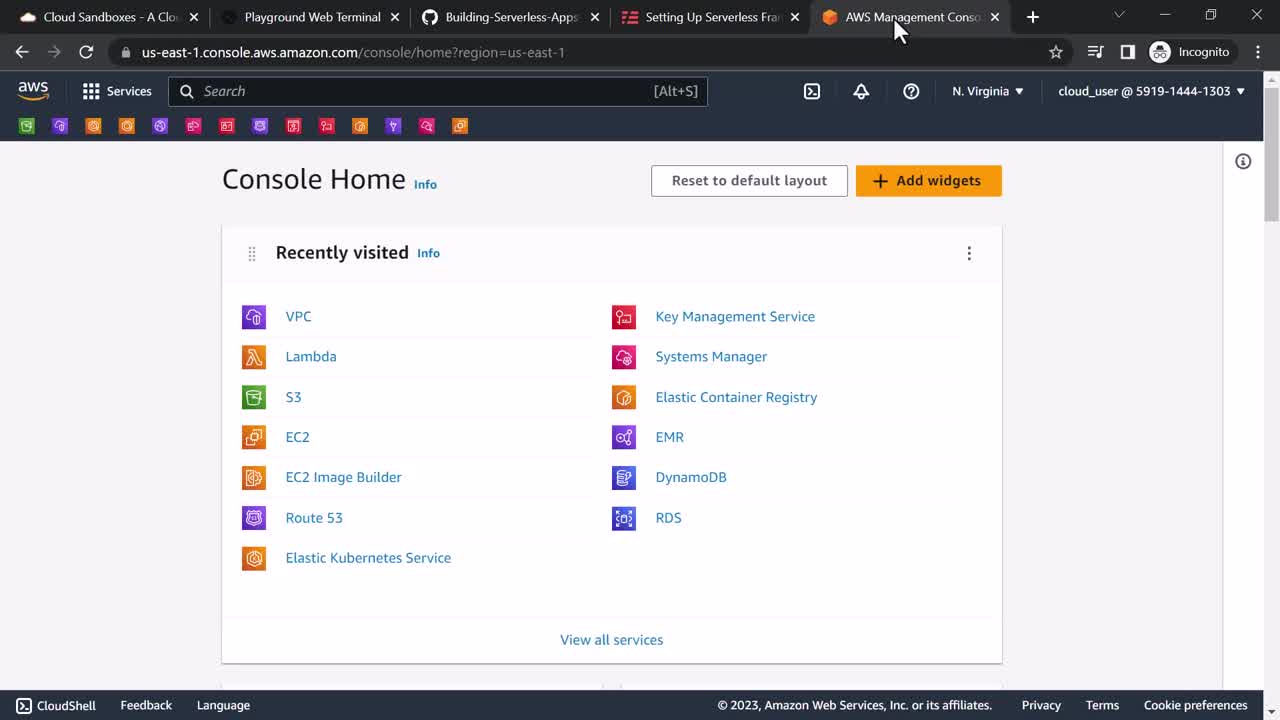 Cloud Sandboxes - A Clou
Playground Web Terminal
Building-Serverless-Apps
Setting Up Serverless Fra
AWS Management Conso
us-east-1.console.aws.amazon.com/console/home?region=us-east-1
Incognito
aws
Services
Search
[Alt+S]
N. Virginia
cloud_user @ 5919-1444-1303
Console Home Info
Reset to default layout
Add widgets
Recently visited Info
VPC
Lambda
S3
EC2
EC2 Image Builder
Route 53
Elastic Kubernetes Service
Key Management Service
Systems Manager
Elastic Container Registry
EMR
DynamoDB
RDS
View all services
CloudShell
Feedback
Language
© 2023, Amazon Web Services, Inc. or its affiliates.
Privacy
Terms
Cookie preferences